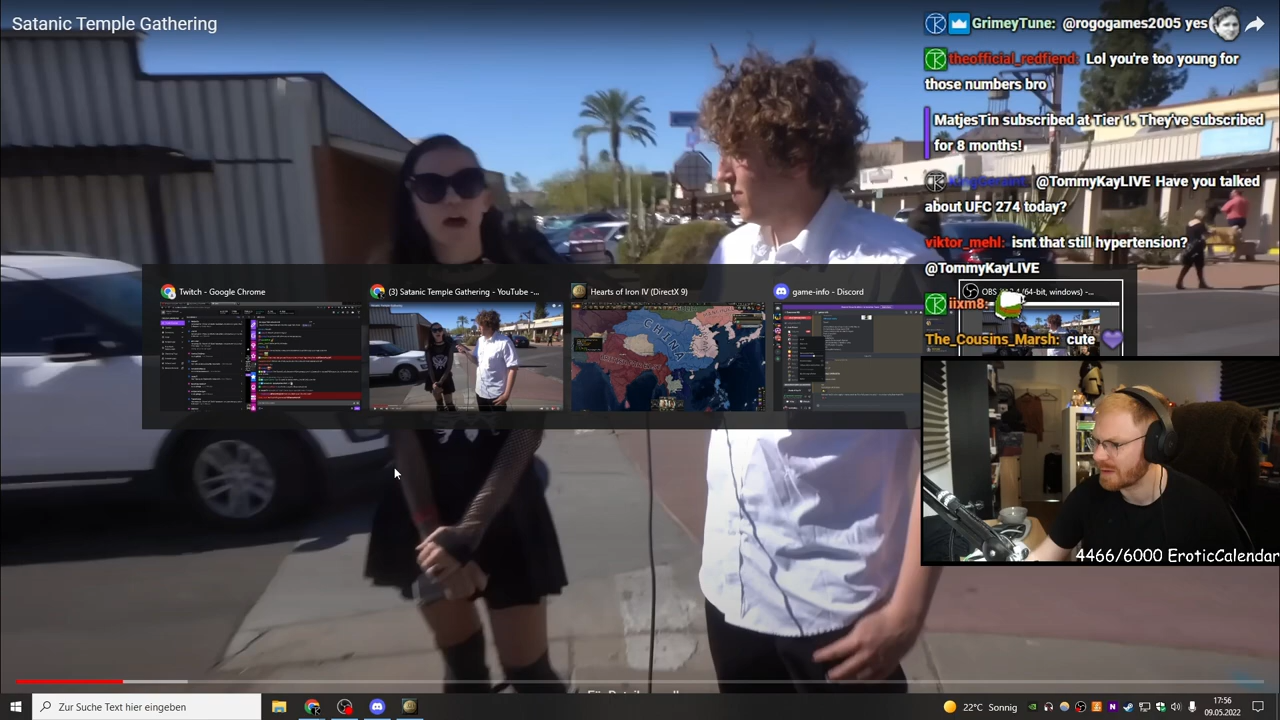 Satanic Temple Gathering
GrimeyTune: @rogogames2005 yes
theofficial_redfiend: Lol you're too young for
those numbers bro
MatjesTin subscribed at Tier 1. They've subscribed
for 8 months!
@TommyKayLIVE Have you talked
about UFC 274 today?
viktor_mehl: isnt that still hypertension?
@TommyKayLIVE
iixm8:
The_Cousins_Marsh: cute
Twitch - Google Chrome
(3) Satanic Temple Gathering - YouTube -...
Hearts of Iron IV (DirectX 9)
game-info - Discord
OBS (64-bit, windows) -...
CHINA
4466/6000 EroticCalendar
Zur Suche Text hier eingeben
22°C Sonnig
17:56
09.05.2022